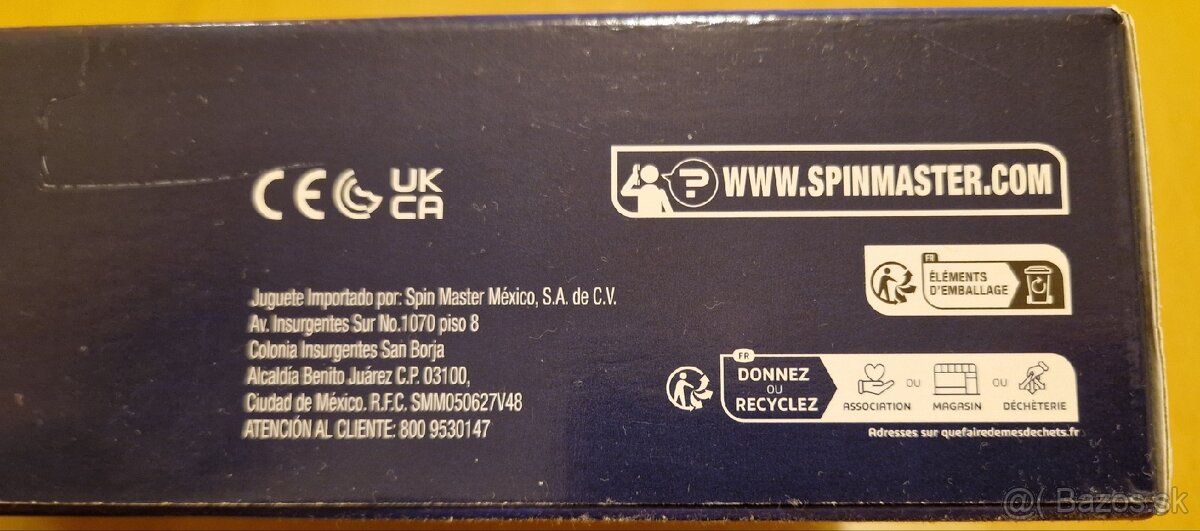 CE UK
CA
WWW.SPINMASTER.COM
FR
ÉLÉMENTS
D'EMBALLAGE
Juguete Importado por: Spin Master México, S.A. de C.V.
Av. Insurgentes Sur No.1070 piso 8
Colonia Insurgentes San Borja
Alcaldía Benito Juárez C.P. 03100,
Ciudad de México. R.F.C. SMM050627V48
ATENCIÓN AL CLIENTE: 800 9530147
FR
DONNEZ
OU
RECYCLEZ
ASSOCIATION OU MAGASIN OU DÉCHÈTERIE
Adresses sur quefairedemesdechets.fr
Bazos.sk